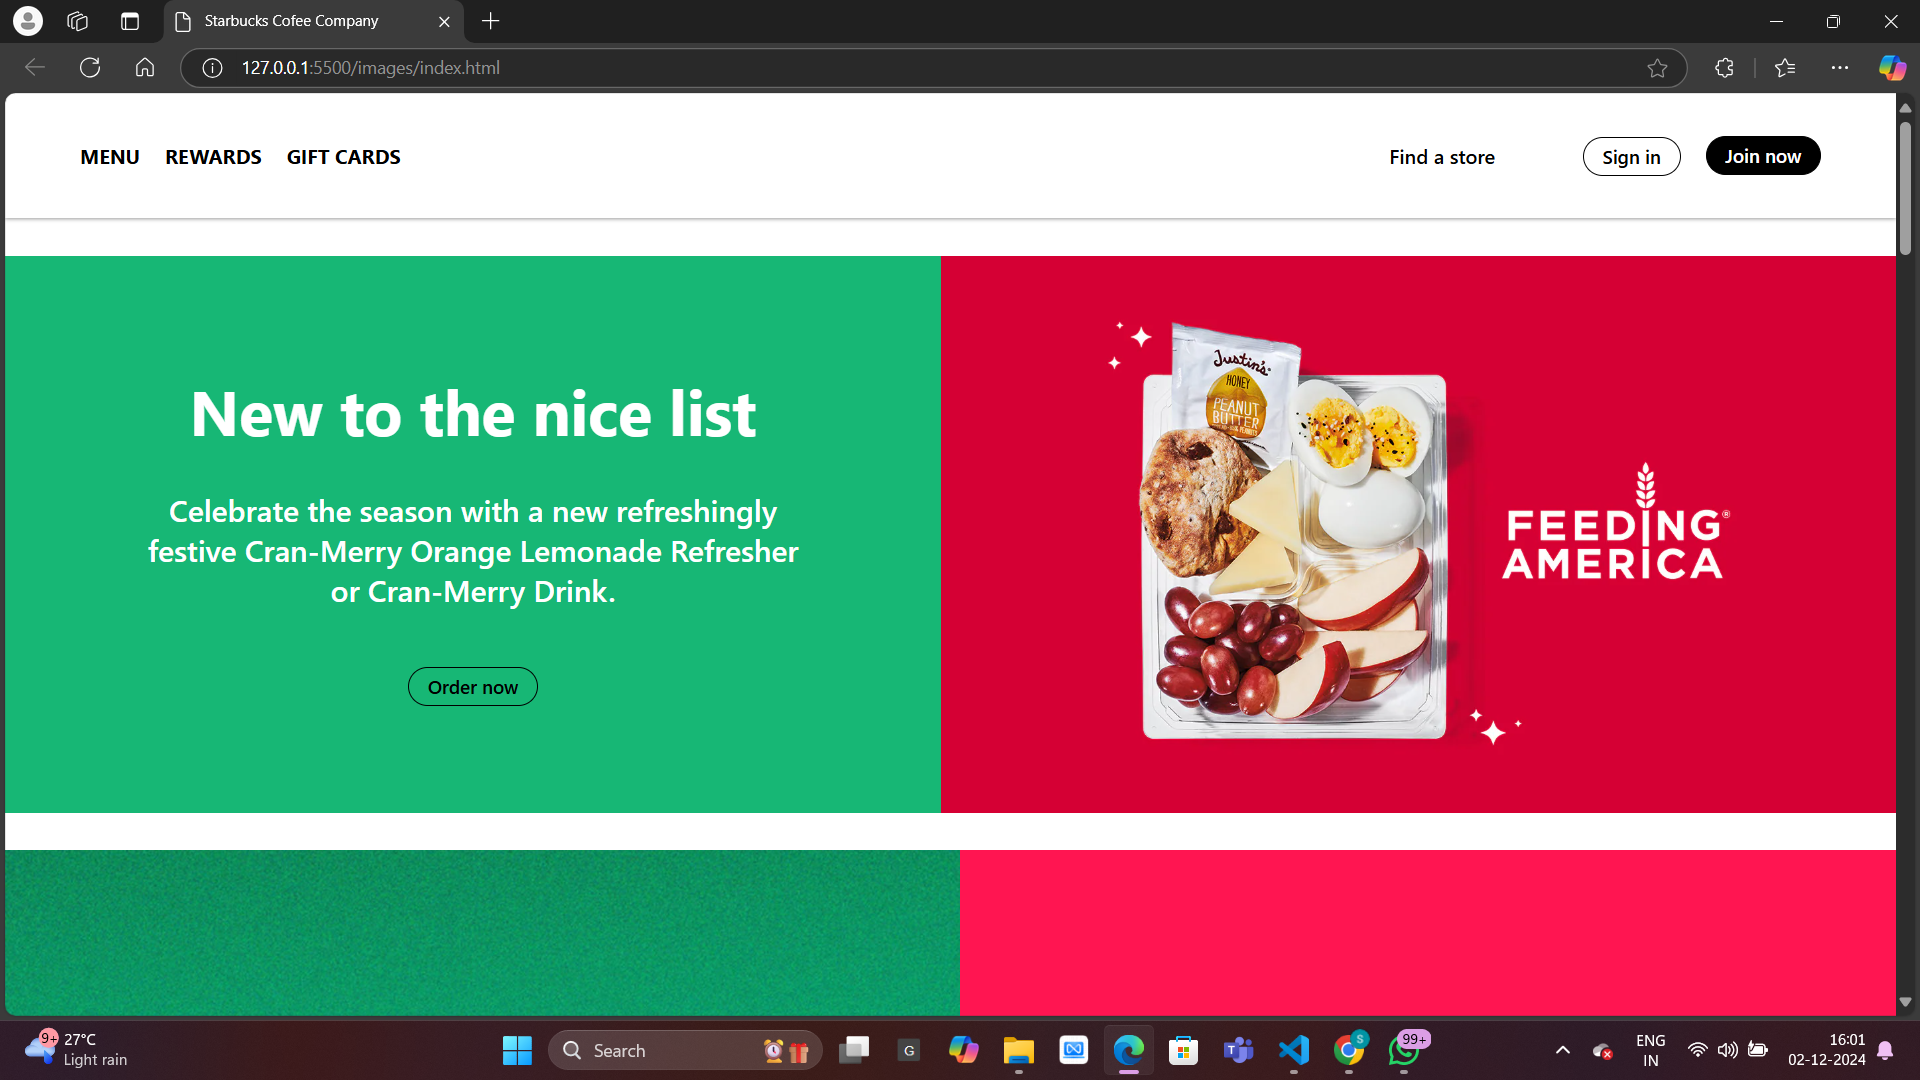 Starbucks Cofee Company
127.0.0.1:5500/images/index.html
MENU REWARDS GIFT CARDS
Find a store
Sign in
Join now
New to the nice list
Celebrate the season with a new refreshingly
festive Cran-Merry Orange Lemonade Refresher
or Cran-Merry Drink.
Order now
Justin's
HONEY
PEANUT
BUTTER
FEEDING®
AMERICA
9+
27°C
Light rain
Search
G
S
99+
ENG
IN
16:01
02-12-2024